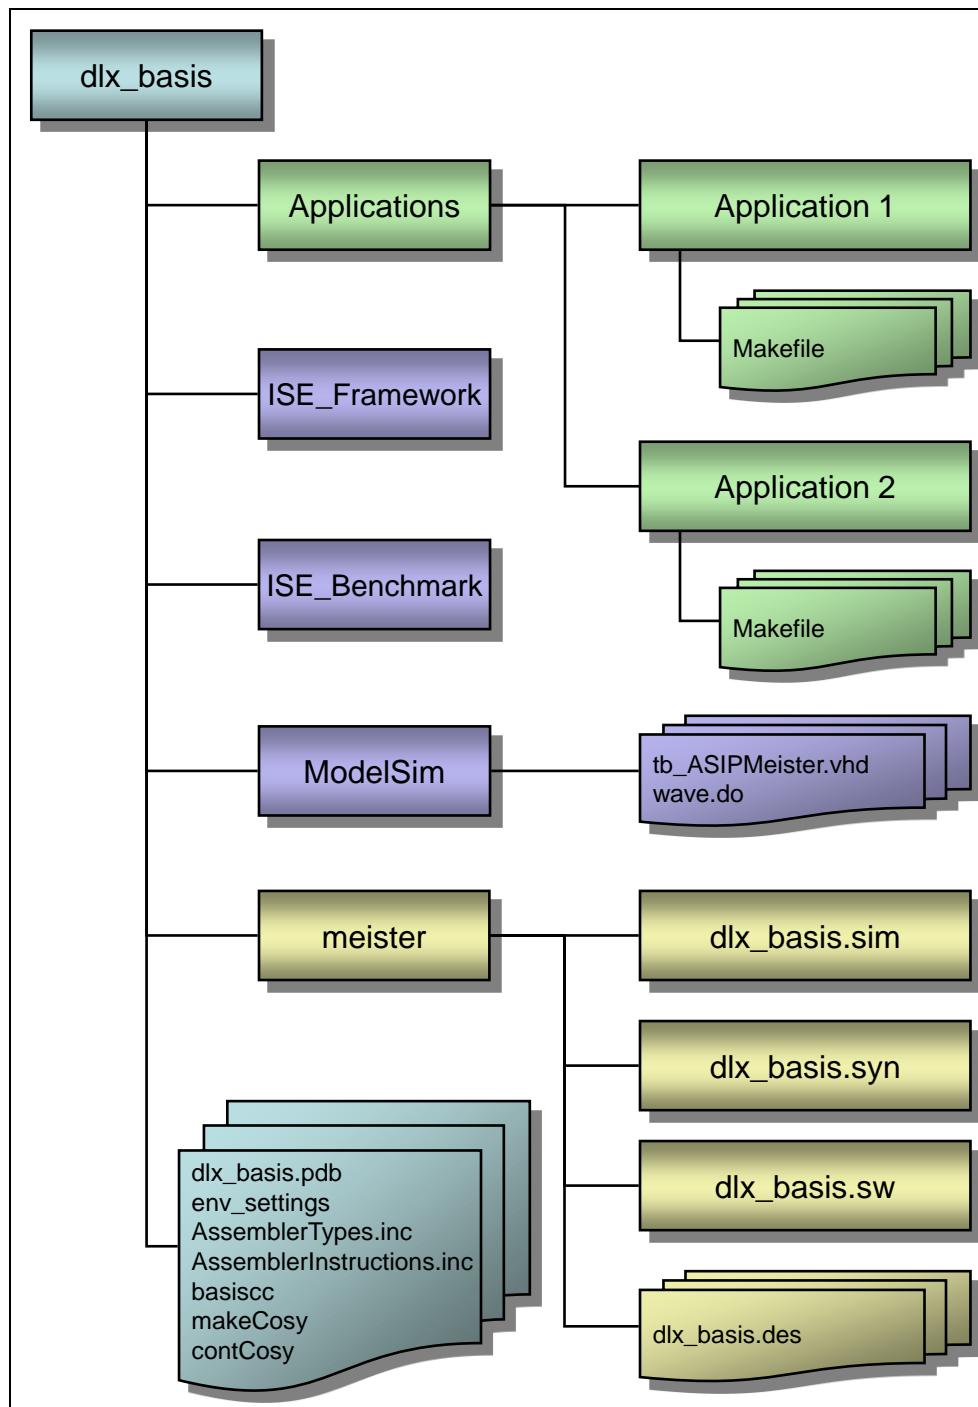 dlx_basis
Applications
Application 1
Makefile
ISE_Framework
Application 2
ISE_Benchmark
Makefile
ModelSim
tb_ASIPMeister.vhd
wave.do
meister
dlx_basis.sim
dlx_basis.syn
dlx_basis.sw
dlx_basis.des
dlx_basis.pdb
env_settings
AssemblerTypes.inc
AssemblerInstructions.inc
basiscc
makeCosy
contCosy